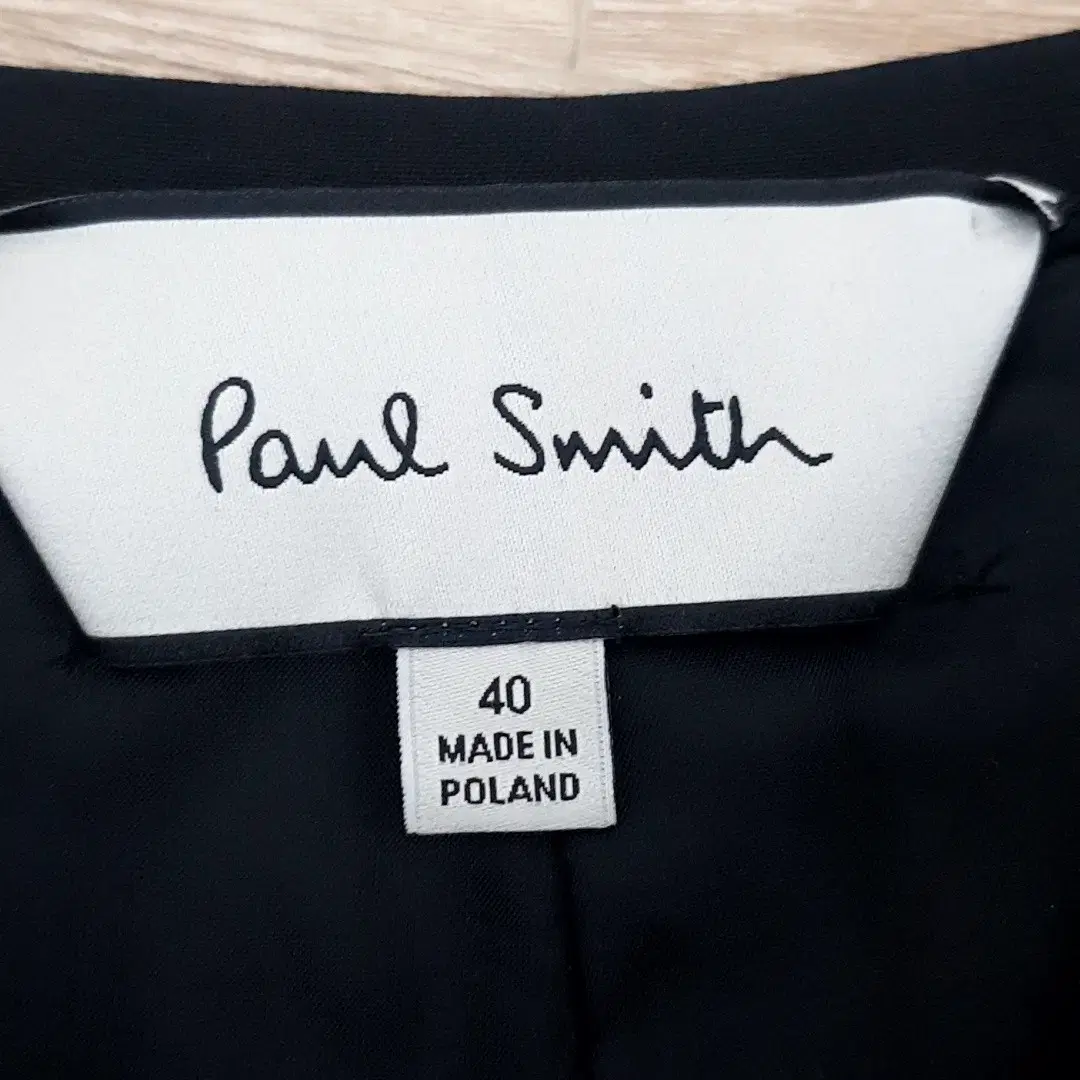 Paul Smith
40
MADE IN
POLAND